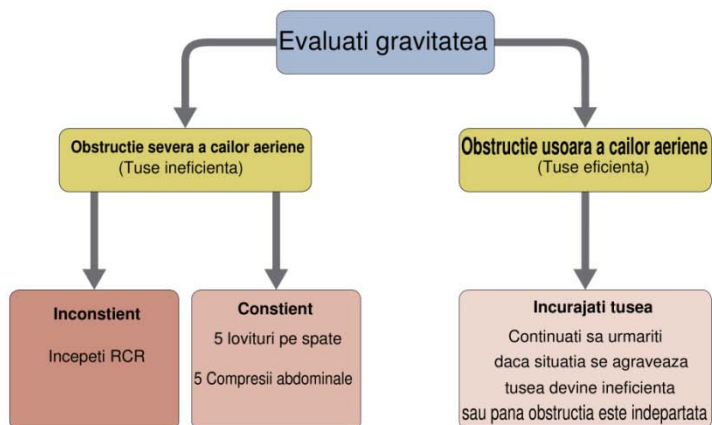 Evaluati gravitatea
Obstructie severa a cailor aeriene
(Tuse ineficienta)
Obstructie usoara a cailor aeriene
(Tuse eficienta)
Inconstient
Incepeti RCR
Constient
5 lovituri pe spate
5 Compresii abdominale
Incurajati tusea
Continuati sa urmariti
daca situatia se agraveaza
tusea devine ineficienta
sau pana obstructia este indepartata